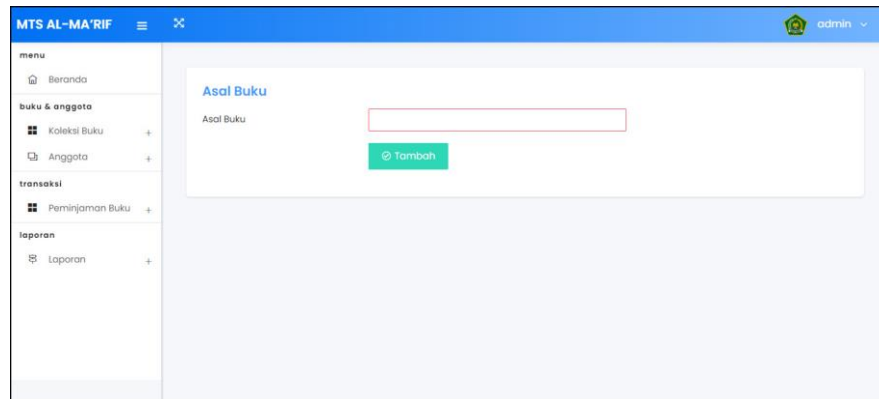 MTS AL-MA'RIF
admin
menu
Beranda
buku & anggota
Koleksi Buku +
Anggota +
transaksi
Peminjaman Buku +
laporan
Laporan +
Asal Buku
Asal Buku
Tambah